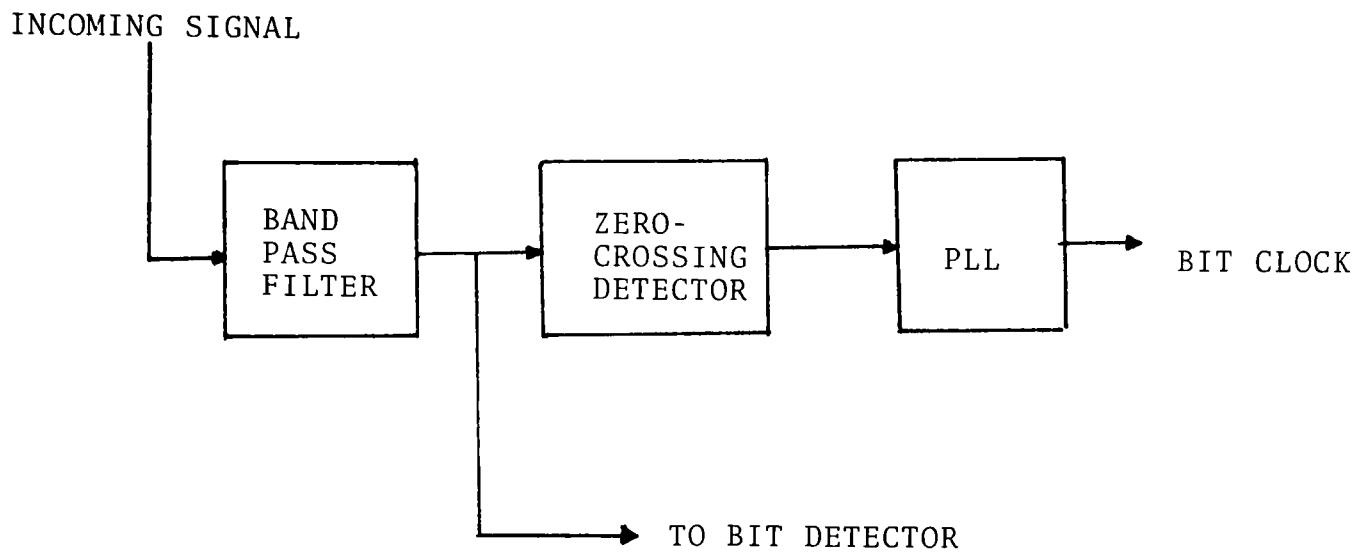 INCOMING SIGNAL
BAND
PASS
FILTER
ZERO-
CROSSING
DETECTOR
PLL
BIT CLOCK
TO BIT DETECTOR